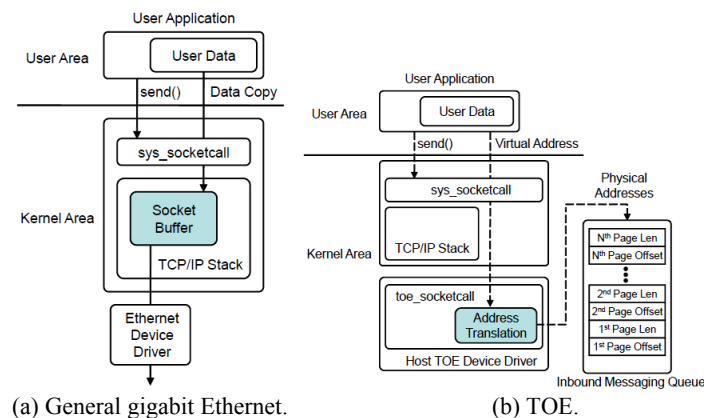 User Application
User Area
User Data
send()
Data Copy
sys_socketcall
Kernel Area
Socket
Buffer
TCP/IP Stack
Ethernet
Device
Driver
(a) General gigabit Ethernet.
User Application
User Area
User Data
send()
Virtual Address
sys_socketcall
Kernel Area
TCP/IP Stack
toe_socketcall
Address
Translation
Host TOE Device Driver
Physical
Addresses
Nth Page Len
Nth Page Offset
2nd Page Len
2nd Page Offset
1st Page Len
1st Page Offset
Inbound Messaging Queue
(b) TOE.